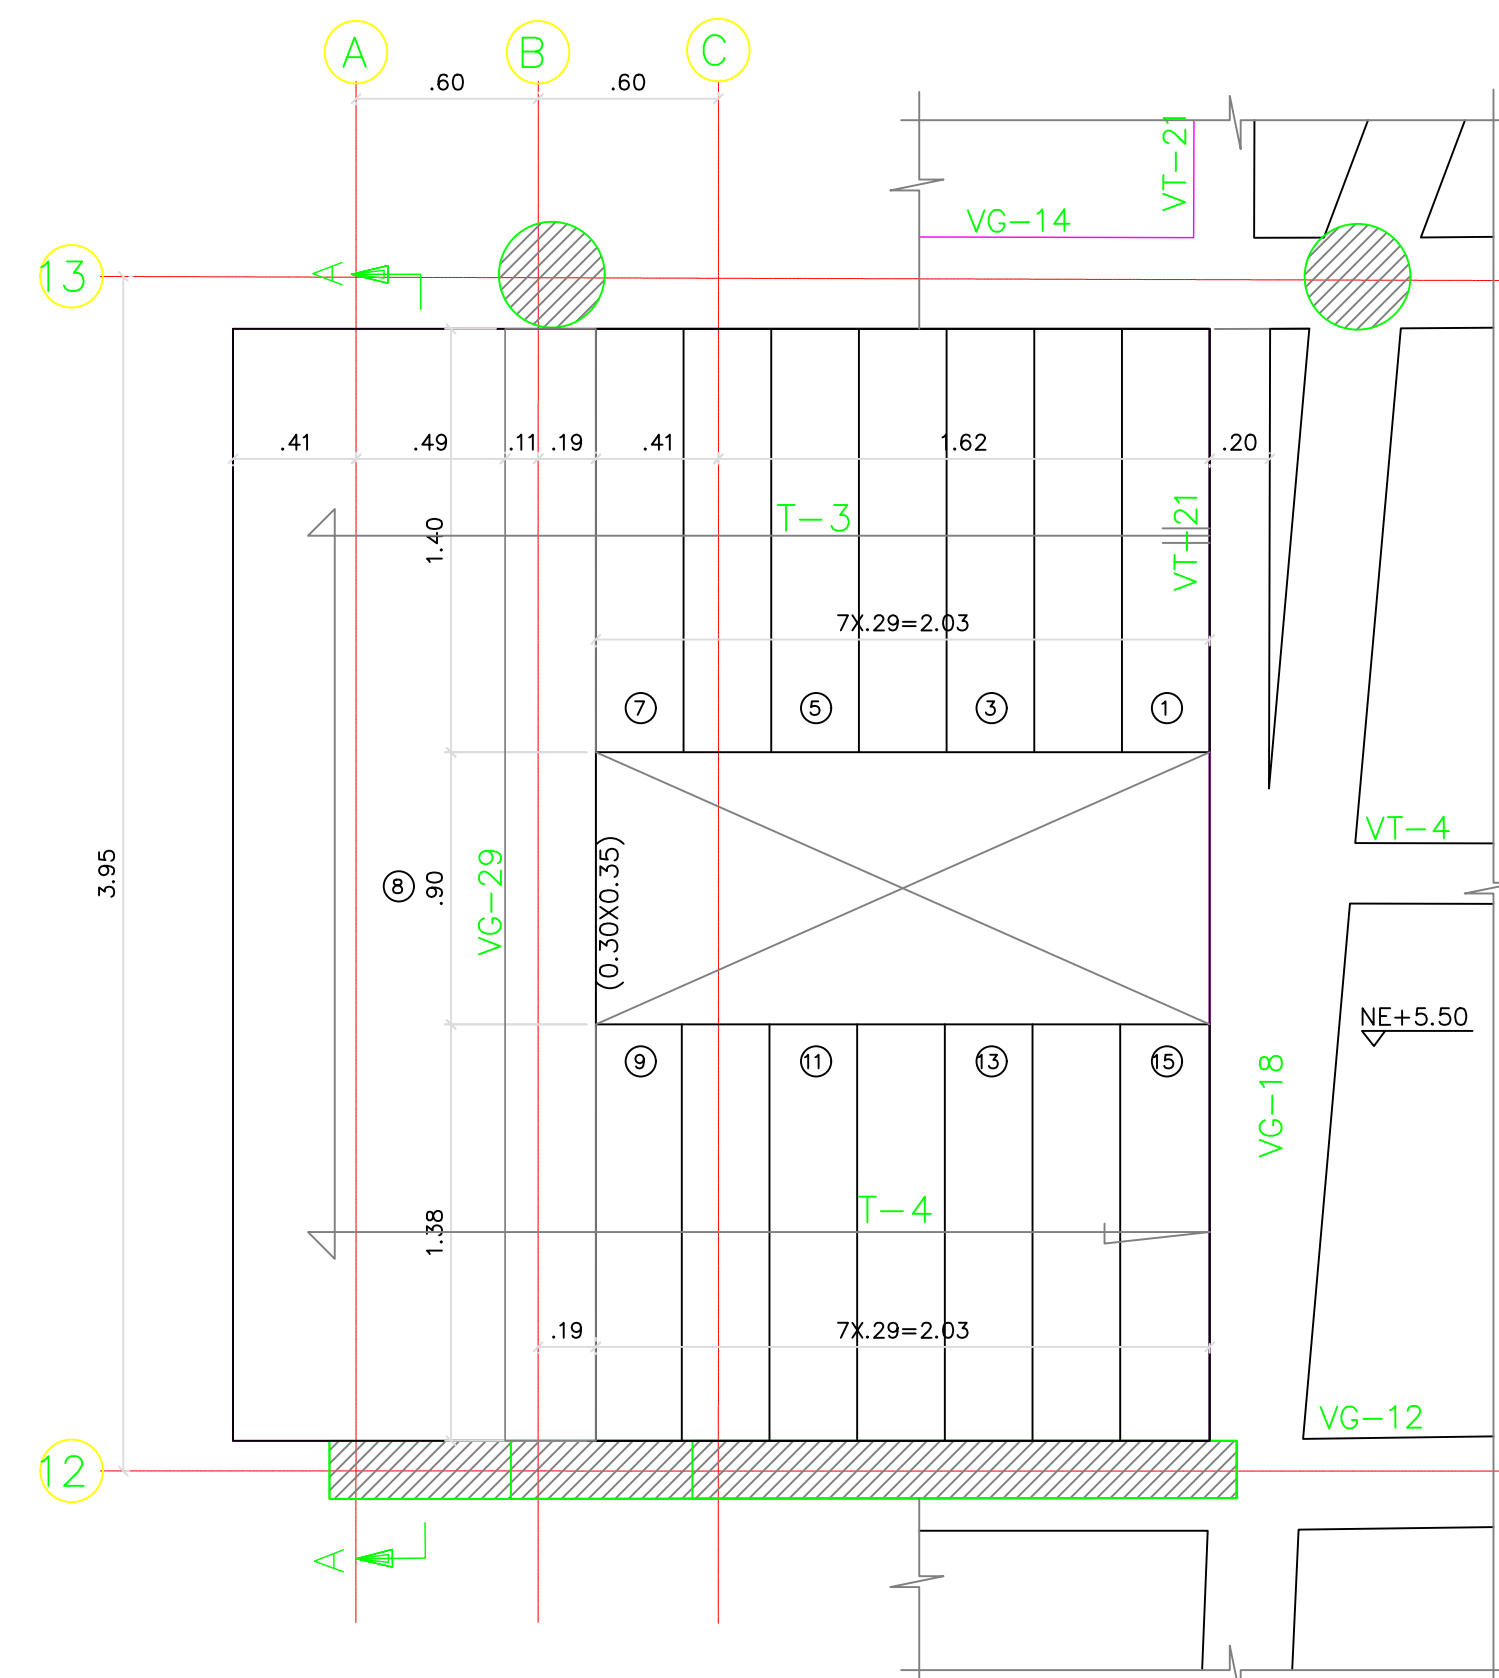 A
B
C
.60
.60
VT-21
VG-14
13
A
.41
.49
.11
.19
.41
1.62
.20
T-3
1.40
VT-21
7X.29=2.03
7
5
3
1
VT-4
3.95
8
.90
VG-29
(0.30X0.35)
NE+5.50
9
11
13
15
VG-18
T-4
1.38
.19
7X.29=2.03
VG-12
12
A